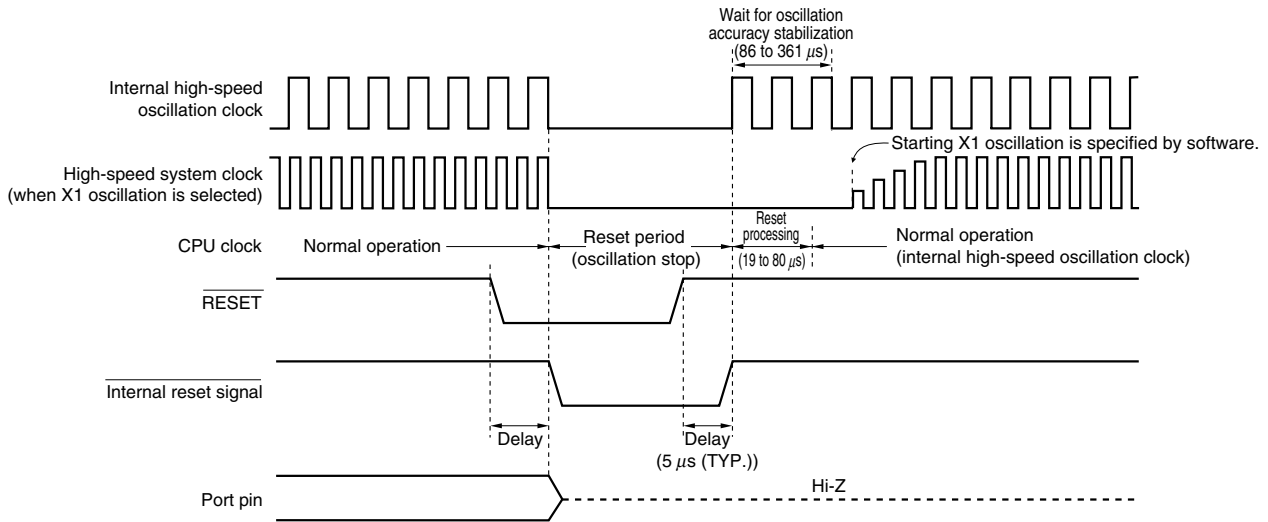 Wait for oscillation
accuracy stabilization
(86 to 361 μs)
Internal high-speed
oscillation clock
Starting X1 oscillation is specified by software.
High-speed system clock
(when X1 oscillation is selected)
CPU clock
Normal operation
Reset period
(oscillation stop)
Reset
processing
(19 to 80 μs)
Normal operation
(internal high-speed oscillation clock)
RESET
Internal reset signal
Delay
Delay
(5 μs (TYP.))
Port pin
Hi-Z